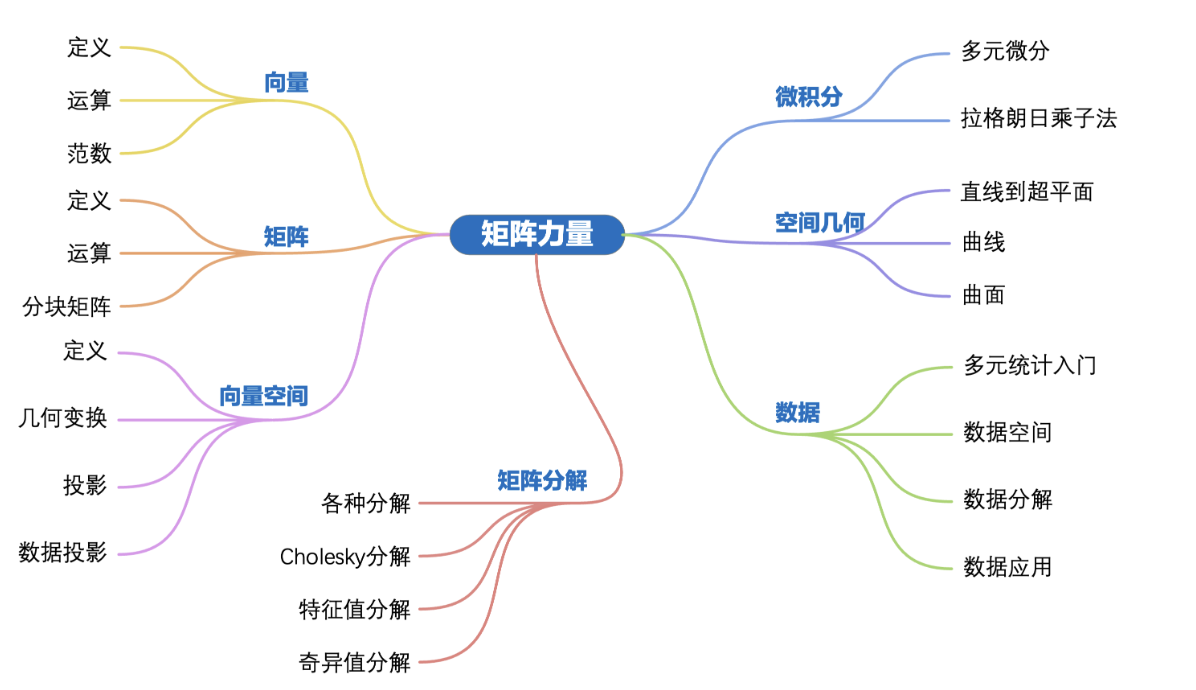 矩阵力量
向量
定义
运算
范数
矩阵
定义
运算
分块矩阵
向量空间
定义
几何变换
投影
数据投影
矩阵分解
各种分解
Cholesky分解
特征值分解
奇异值分解
微积分
多元微分
拉格朗日乘子法
空间几何
直线到超平面
曲线
曲面
数据
多元统计入门
数据空间
数据分解
数据应用